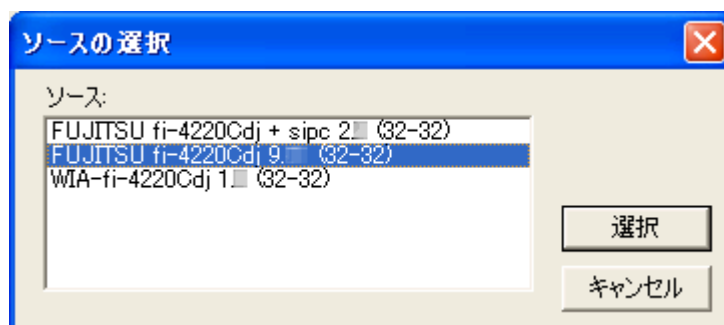 ソースの選択
ソース:
FUJITSU fi-4220Cdj + sipc 2. (32-32)
FUJITSU fi-4220Cdj 9. (32-32)
WIA-fi-4220Cdj 1. (32-32)
選択
キャンセル